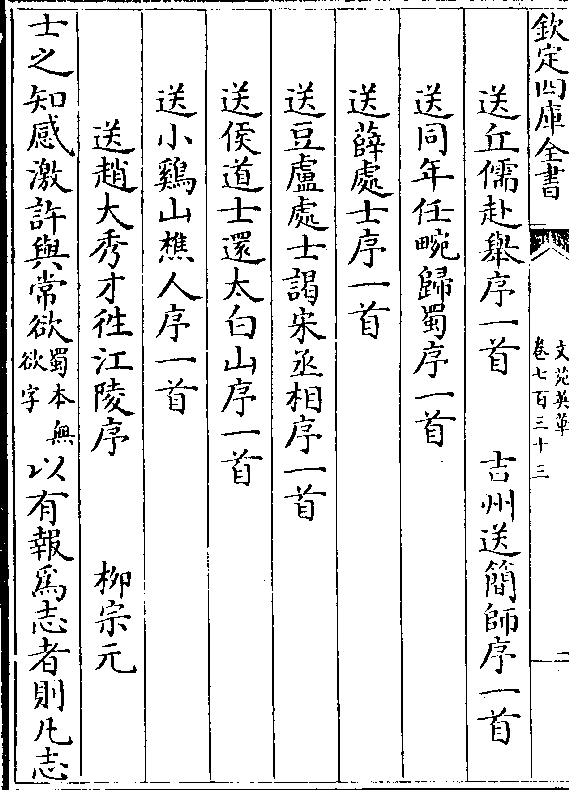 欽定四庫全書
文苑英華
卷七百三十三
二
送丘儒赴舉序一首 吉州送簡師序一首
送同年任畹歸蜀序一首
送薛處士序一首
送豆盧處士謁宋丞相序一首
送侯道士還太白山序一首
送小鷄山樵人序一首
送趙大秀才徃江陵序 柳宗元
士之知感激許與常欲蜀本無欲字以有報爲志者則凡志